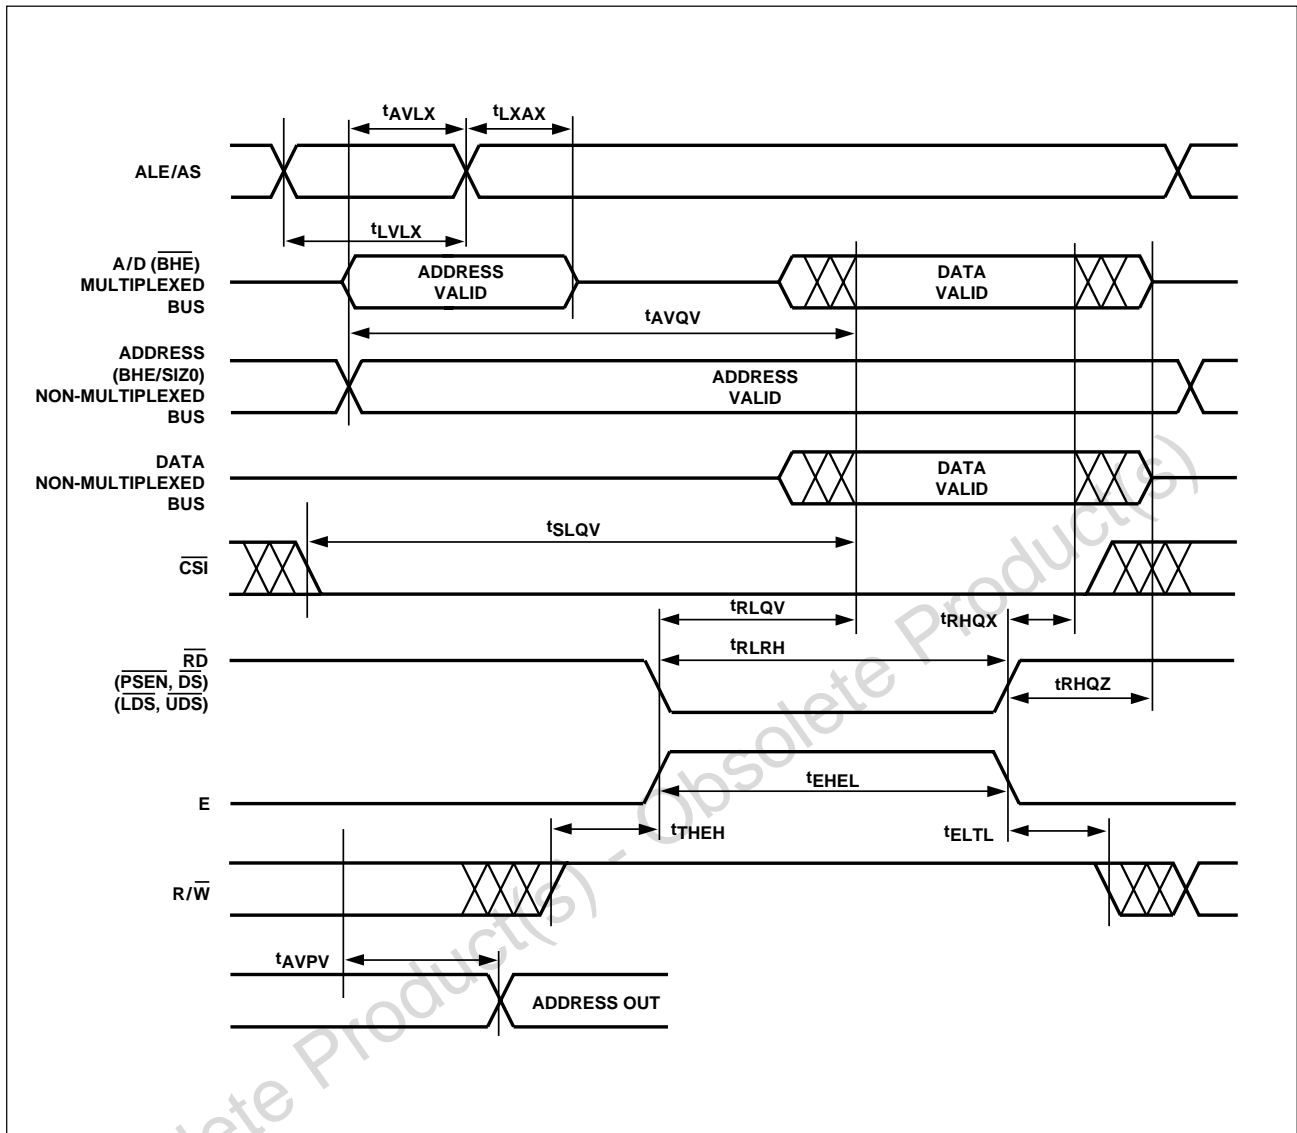 tAVLX
tLXAX
ALE/AS
tLVLX
A/D (BHE)
MULTIPLEXED
BUS
ADDRESS
VALID
DATA
VALID
tAVQV
ADDRESS
(BHE/SIZ0)
NON-MULTIPLEXED
BUS
ADDRESS
VALID
DATA
NON-MULTIPLEXED
BUS
DATA
VALID
tSLQV
CSI
tRLQV
tRHQX
tRLRH
RD
(PSEN, DS)
(LDS, UDS)
tRHQZ
tEHEL
E
tTHEH
tELTL
R/W
tAVPV
ADDRESS OUT
lete Product(s) - Obsolete Product(s)